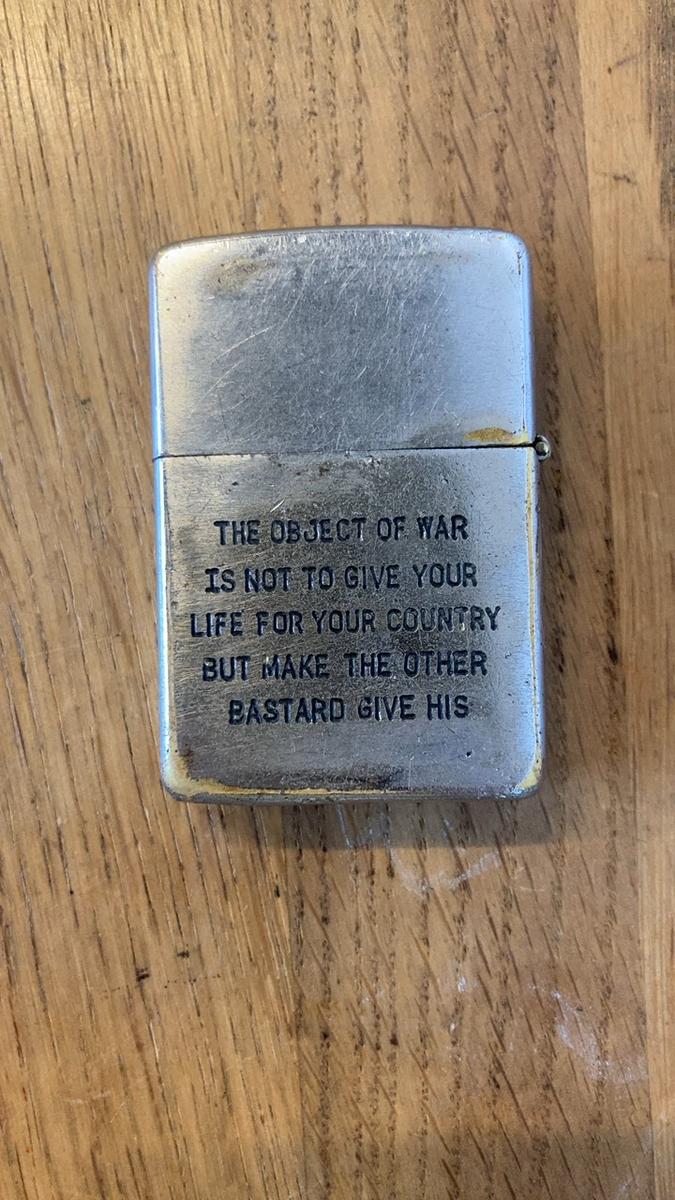 THE OBJECT OF WAR
IS NOT TO GIVE YOUR
LIFE FOR YOUR COUNTRY
BUT MAKE THE OTHER
BASTARD GIVE HIS